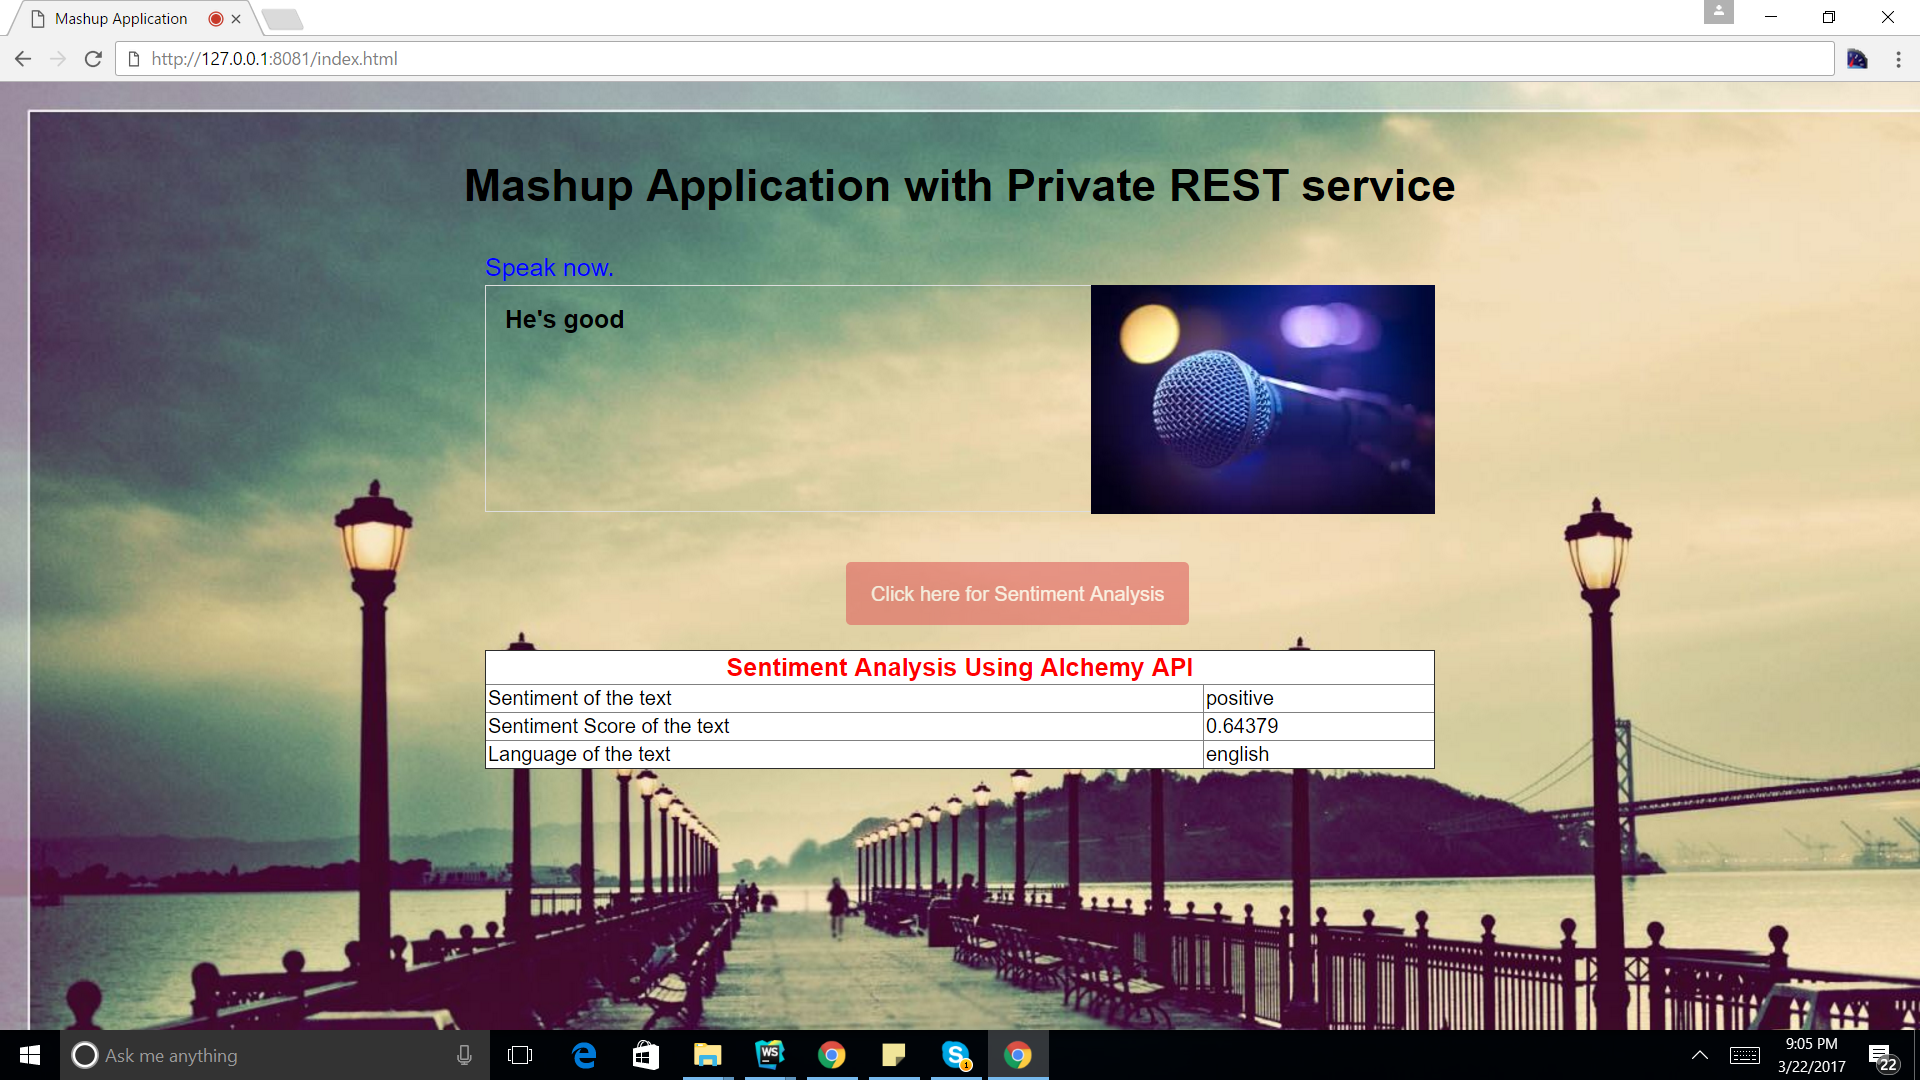 Mashup Application
http://127.0.0.1:8081/index.html
Mashup Application with Private REST service
Speak now.
He's good
Click here for Sentiment Analysis
Sentiment Analysis Using Alchemy API
Sentiment of the text positive
Sentiment Score of the text 0.64379
Language of the text english
Ask me anything
WS
1
9:05 PM
3/22/2017
22